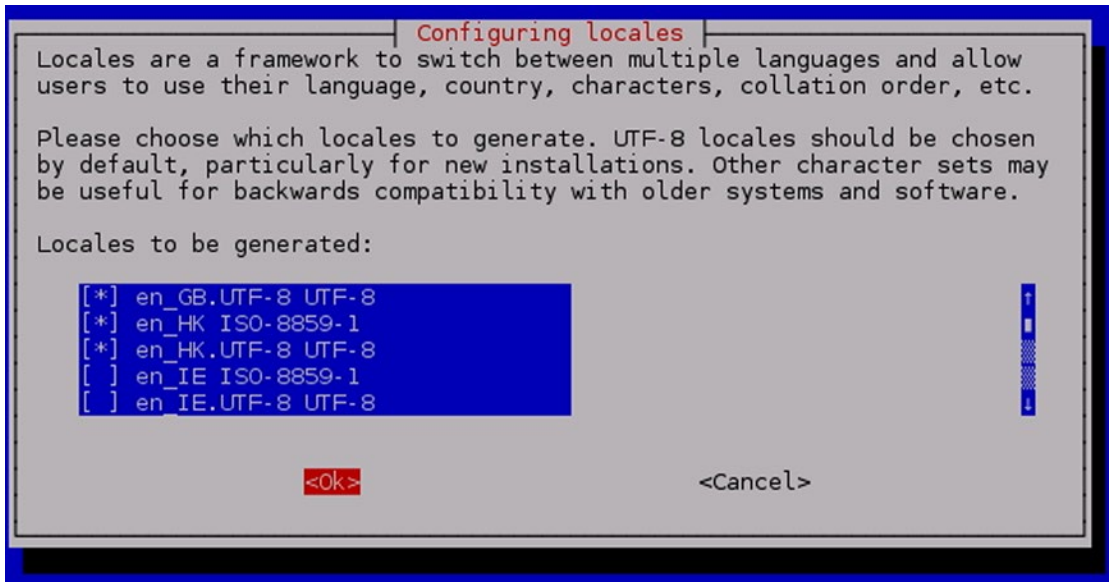 Configuring locales
Locales are a framework to switch between multiple languages and allow
users to use their language, country, characters, collation order, etc.
Please choose which locales to generate. UTF-8 locales should be chosen
by default, particularly for new installations. Other character sets may
be useful for backwards compatibility with older systems and software.
Locales to be generated:
[*] en_GB.UTF-8 UTF-8
[*] en_HK ISO-8859-1
[*] en_HK.UTF-8 UTF-8
[ ] en_IE ISO-8859-1
[ ] en_IE.UTF-8 UTF-8
<Ok> <Cancel>